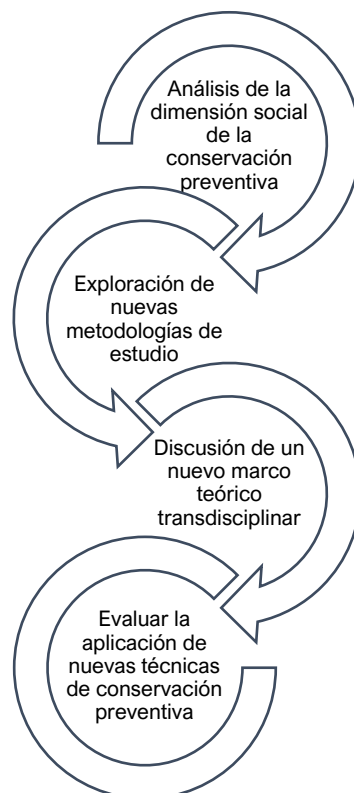 Análisis de la
dimensión social
de la
conservación
preventiva
Exploración de
nuevas
metodologías de
estudio
Discusión de un
nuevo marco
teórico
transdisciplinar
Evaluar la
aplicación de
nuevas técnicas
de conservación
preventiva